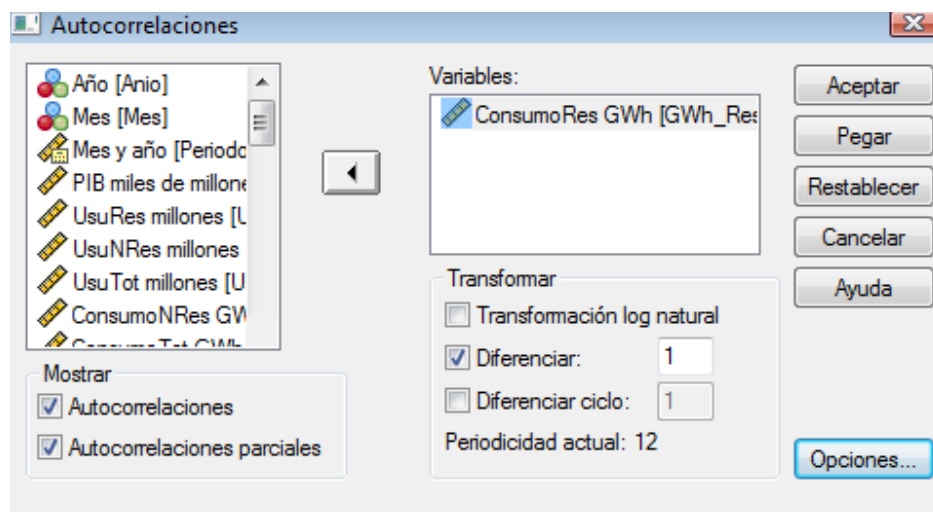 Autocorrelaciones
Año [Anio]
Mes [Mes]
Mes y año [Periodo
PIB miles de millone
UsuRes millones [U
UsuNRes millones
UsuTot millones [U
ConsumoNRes GW
Variables:
ConsumoRes GWh [GWh_Res
Aceptar
Pegar
Restablecer
Cancelar
Ayuda
Mostrar
Autocorrelaciones
Autocorrelaciones parciales
Transformar
Transformación log natural
Diferenciar: 1
Diferenciar ciclo: 1
Periodicidad actual: 12
Opciones...